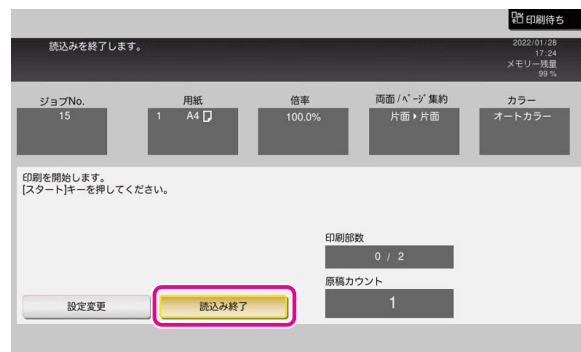 印刷待ち
読込みを終了します。
2022/01/28
17:24
メモリー残量
99 %
ジョブNo.
15
用紙
1 A4
倍率
100.0%
両面/ﾍﾟｰｼﾞ集約
片面▶片面
カラー
オートカラー
印刷を開始します。
[スタート]キーを押してください。
印刷部数
0 / 2
原稿カウント
1
設定変更
読込み終了